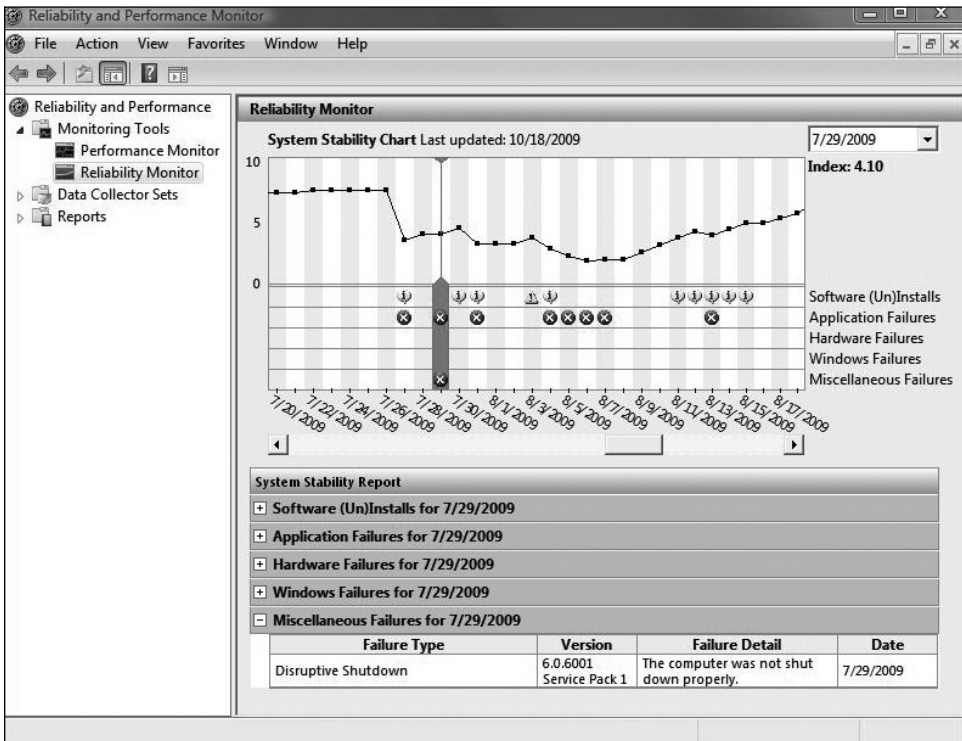 Reliability and Performance Monitor
File Action View Favorites Window Help
Reliability and Performance
Monitoring Tools
Performance Monitor
Reliability Monitor
Data Collector Sets
Reports
Reliability Monitor
System Stability Chart Last updated: 10/18/2009
7/29/2009
Index: 4.10
10
5
0
Software (Un)Installs
Application Failures
Hardware Failures
Windows Failures
Miscellaneous Failures
7/20/2009 7/22/2009 7/24/2009 7/26/2009 7/28/2009 7/30/2009 8/1/2009 8/3/2009 8/5/2009 8/7/2009 8/9/2009 8/11/2009 8/13/2009 8/15/2009 8/17/2009
System Stability Report
Software (Un)Installs for 7/29/2009
Application Failures for 7/29/2009
Hardware Failures for 7/29/2009
Windows Failures for 7/29/2009
Miscellaneous Failures for 7/29/2009
Failure Type Version Failure Detail Date
Disruptive Shutdown 6.0.6001 The computer was not shut 7/29/2009
Service Pack 1 down properly.